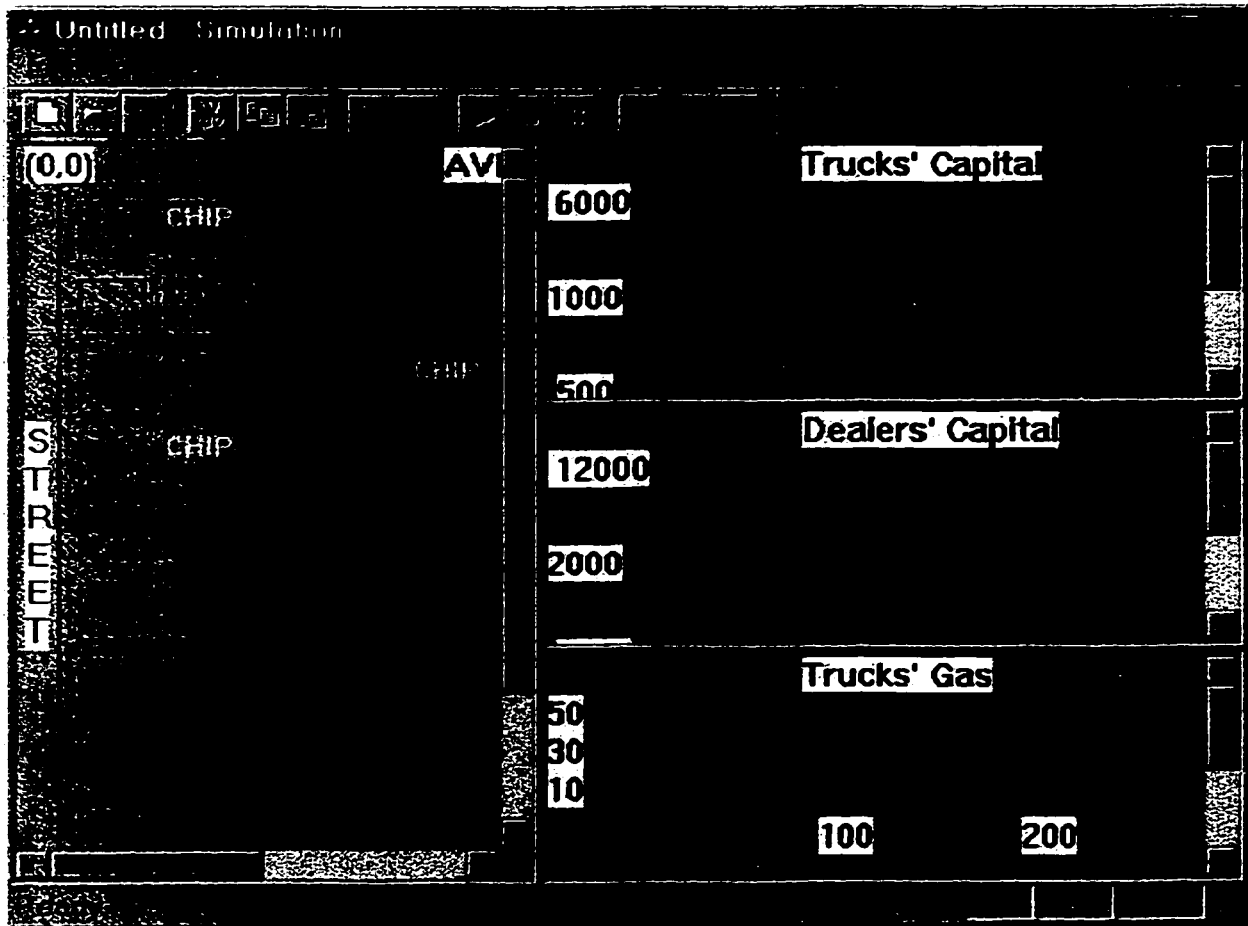 Untitled Simulation
(0,0)
AV
CHIP
CHIP
CHIP
S
T
R
E
E
T
Trucks' Capital
6000
1000
500
Dealers' Capital
12000
2000
Trucks' Gas
50
30
10
100 200